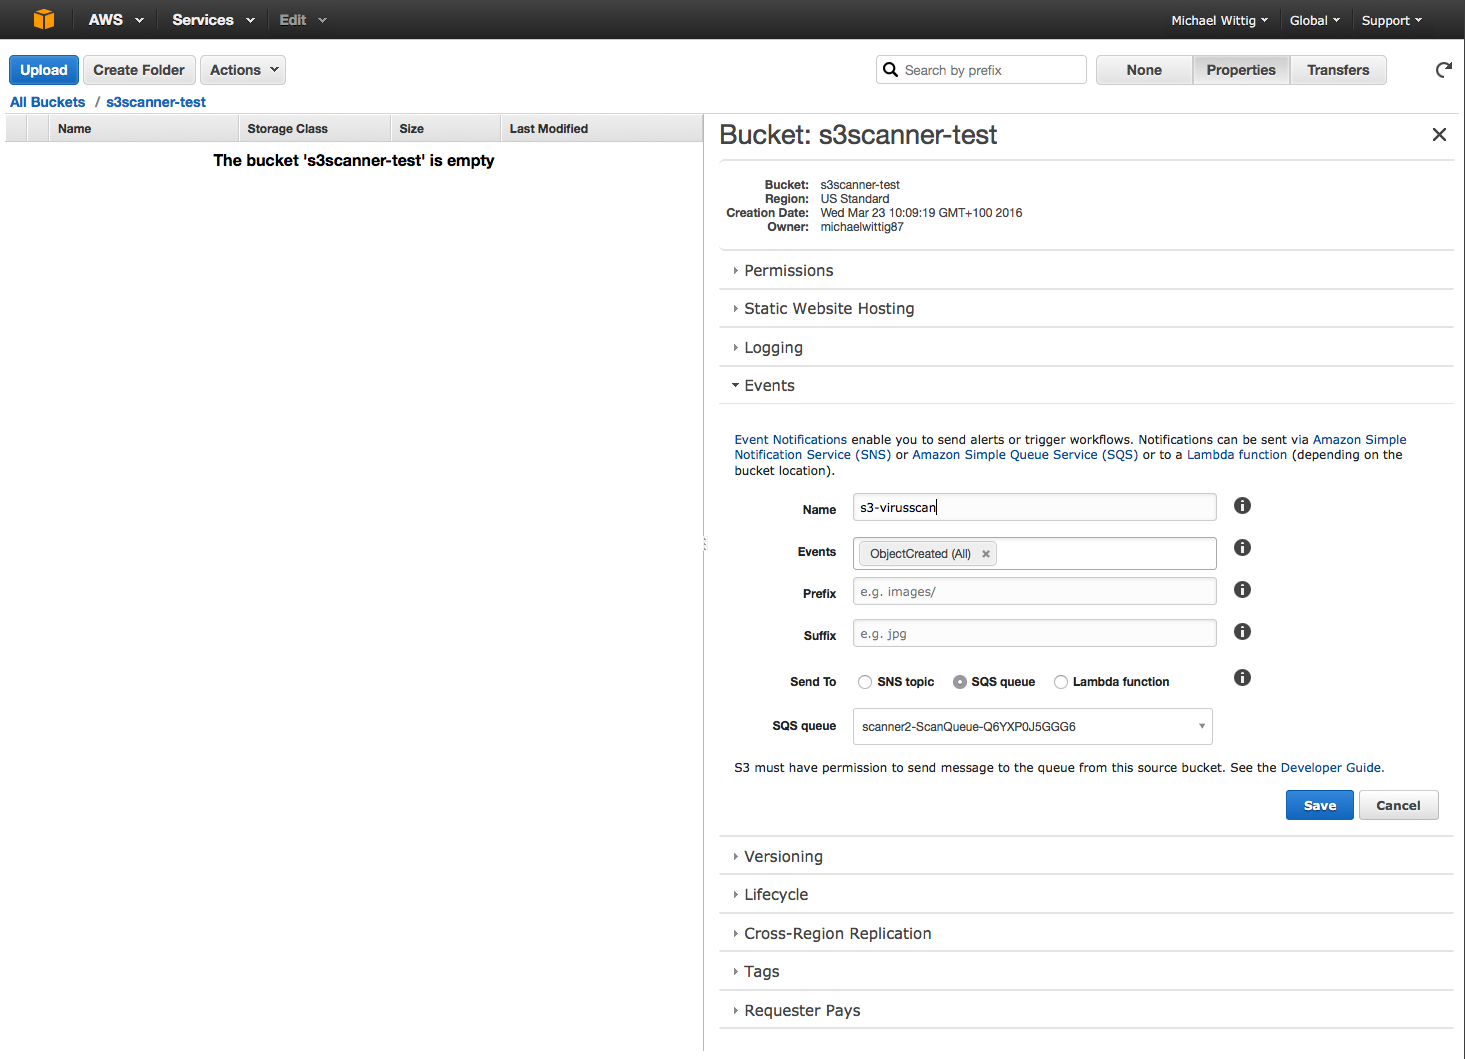 AWS Services Edit Michael Wittig Global Support
Upload Create Folder Actions Search by prefix None Properties Transfers
All Buckets / s3scanner-test
Name Storage Class Size Last Modified
The bucket 's3scanner-test' is empty
Bucket: s3scanner-test
Bucket: s3scanner-test
Region: US Standard
Creation Date: Wed Mar 23 10:09:19 GMT+100 2016
Owner: michaelwittig87
Permissions
Static Website Hosting
Logging
Events
Event Notifications enable you to send alerts or trigger workflows. Notifications can be sent via Amazon Simple
Notification Service (SNS) or Amazon Simple Queue Service (SQS) or to a Lambda function (depending on the
bucket location).
Name s3-virusscan
Events ObjectCreated (All)
Prefix e.g. images/
Suffix e.g. jpg
Send To SNS topic SQS queue Lambda function
SQS queue scanner2-ScanQueue-Q6YXP0J5GGG6
S3 must have permission to send message to the queue from this source bucket. See the Developer Guide.
Save Cancel
Versioning
Lifecycle
Cross-Region Replication
Tags
Requester Pays